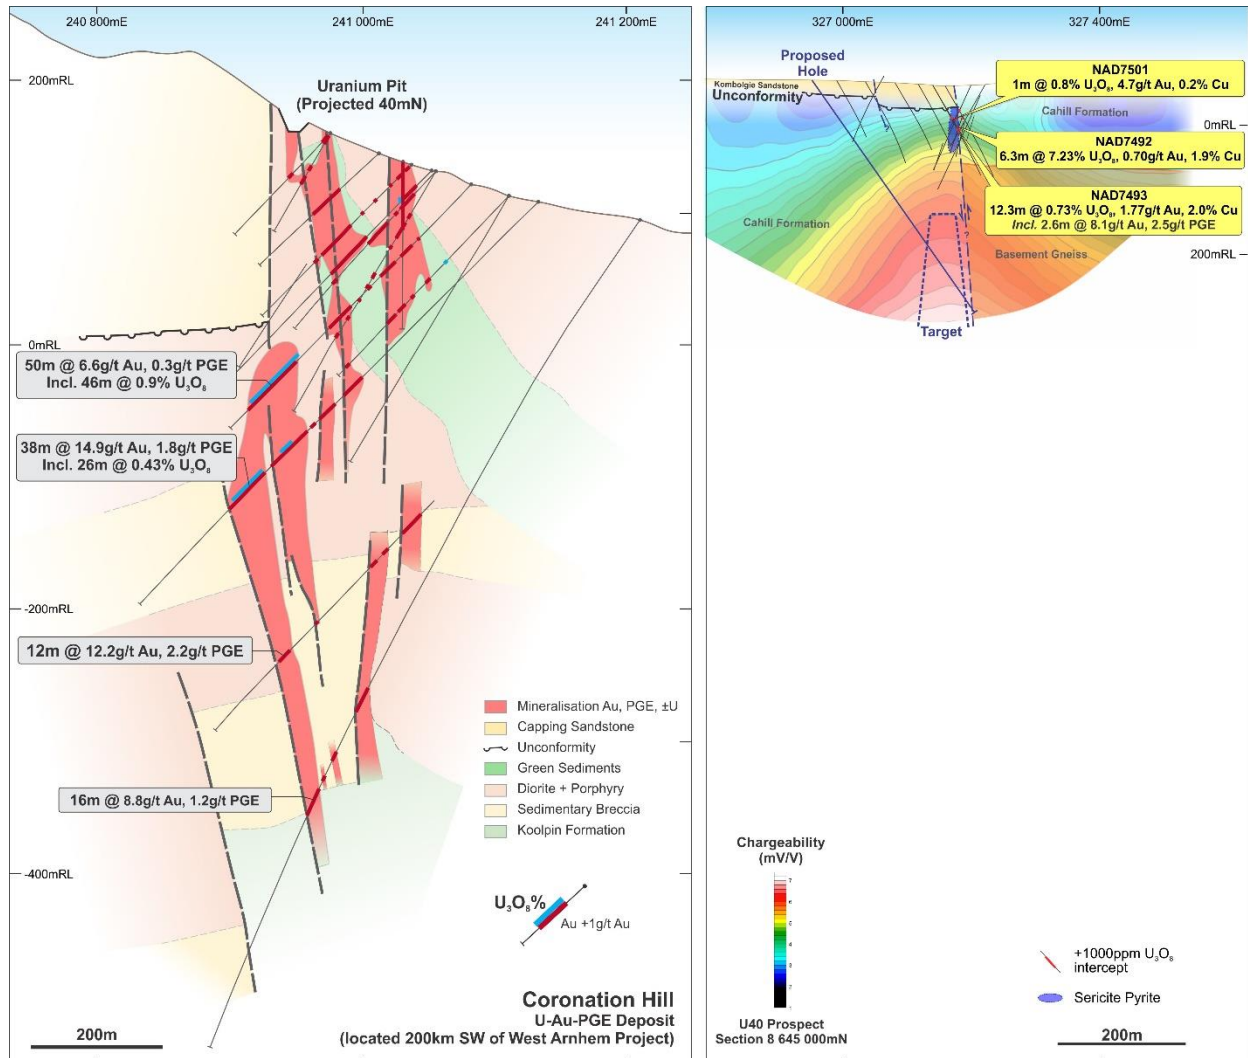 240 800mE
241 000mE
241 200mE
200mRL
0mRL
-200mRL
-400mRL
Uranium Pit
(Projected 40mN)
50m @ 6.6g/t Au, 0.3g/t PGE
Incl. 46m @ 0.9% U₃O₈
38m @ 14.9g/t Au, 1.8g/t PGE
Incl. 26m @ 0.43% U₃O₈
12m @ 12.2g/t Au, 2.2g/t PGE
16m @ 8.8g/t Au, 1.2g/t PGE
Mineralisation Au, PGE, ±U
Capping Sandstone
Unconformity
Green Sediments
Diorite + Porphyry
Sedimentary Breccia
Koolpin Formation
U₃O₈%
Au +1g/t Au
Coronation Hill
U-Au-PGE Deposit
(located 200km SW of West Arnhem Project)
200m
327 000mE
327 400mE
Proposed
Hole
Kombolgie Sandstone
Unconformity
NAD7501
1m @ 0.8% U₃O₈, 4.7g/t Au, 0.2% Cu
Cahill Formation
0mRL
NAD7492
6.3m @ 7.23% U₃O₈, 0.70g/t Au, 1.9% Cu
NAD7493
12.3m @ 0.73% U₃O₈, 1.77g/t Au, 2.0% Cu
Incl. 2.6m @ 8.1g/t Au, 2.5g/t PGE
Cahill Formation
?
?
Basement Gneiss
200mRL
Target
Chargeability
(mV/V)
7
6
5
4
3
2
1
U40 Prospect
Section 8 645 000mN
+1000ppm U₃O₈
intercept
Sericite Pyrite
200m